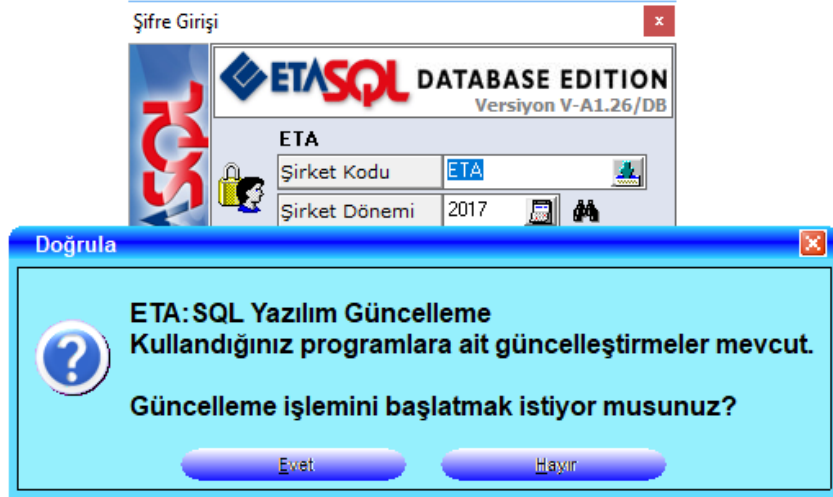 Şifre Girişi
x
SQL
ETASQL DATABASE EDITION
Versiyon V-A1.26/DB
ETA
Şirket Kodu ETA
Şirket Dönemi 2017
Doğrula
ETA:SQL Yazılım Güncelleme
Kullandığınız programlara ait güncelleştirmeler mevcut.
Güncelleme işlemini başlatmak istiyor musunuz?
Evet Hayır